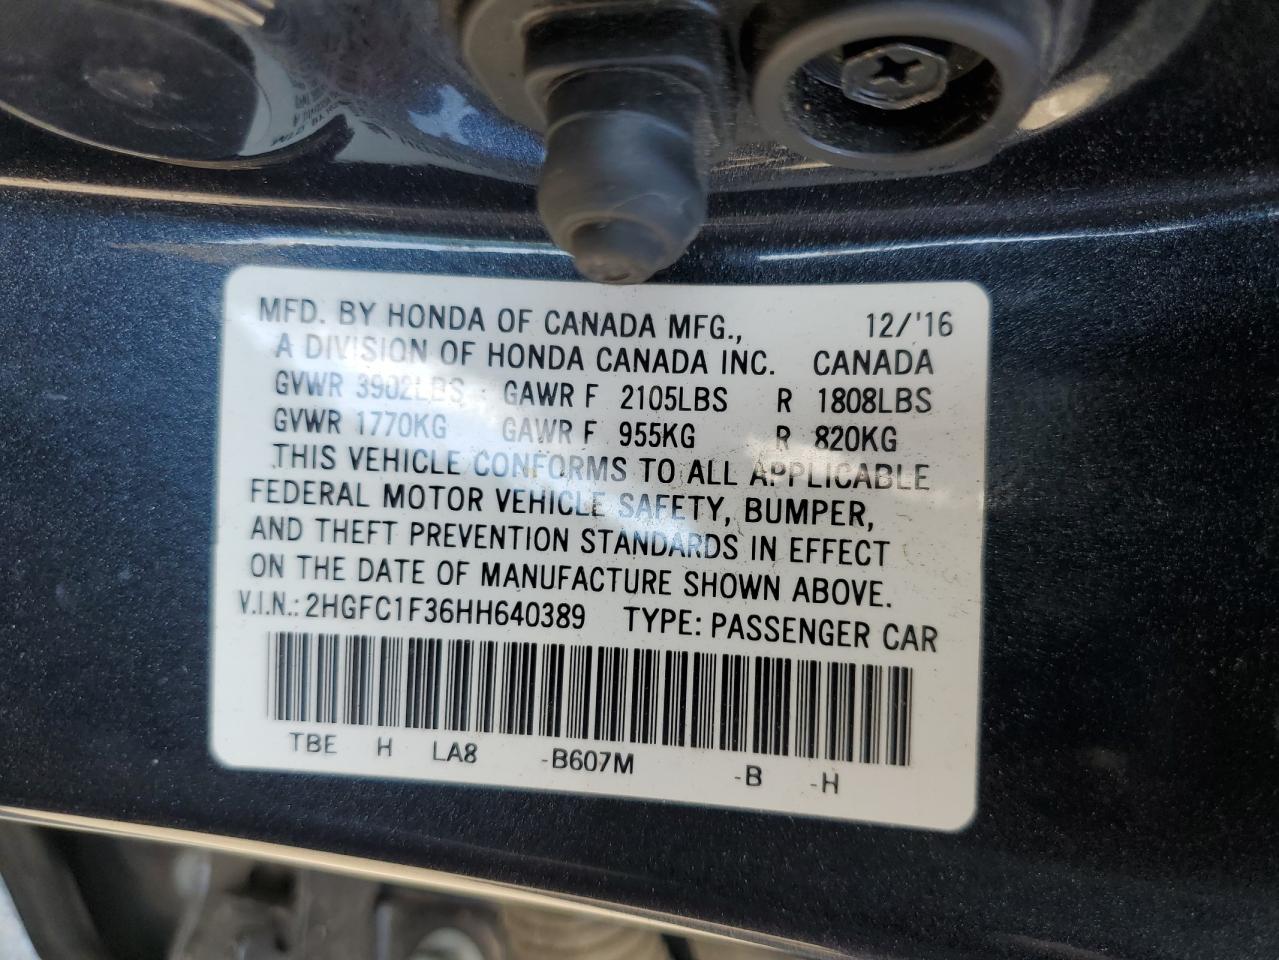 MFD. BY HONDA OF CANADA MFG., 12/'16
A DIVISION OF HONDA CANADA INC. CANADA
GVWR 3902LBS GAWR F 2105LBS R 1808LBS
GVWR 1770KG GAWR F 955KG R 820KG
THIS VEHICLE CONFORMS TO ALL APPLICABLE
FEDERAL MOTOR VEHICLE SAFETY, BUMPER,
AND THEFT PREVENTION STANDARDS IN EFFECT
ON THE DATE OF MANUFACTURE SHOWN ABOVE.
V.I.N.: 2HGFC1F36HH640389 TYPE: PASSENGER CAR
TBE H LA8 -B607M -B -H